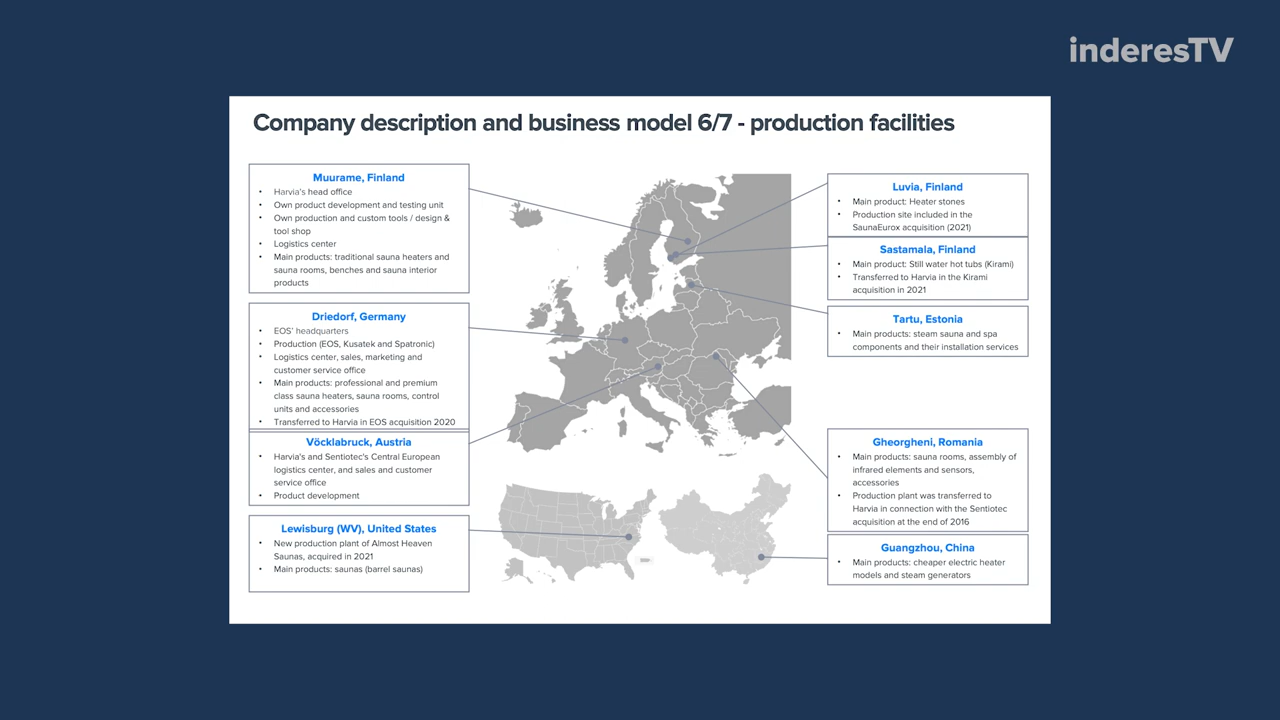 inderesTV
Company description and business model 6/7 - production facilities
Muurame, Finland
• Harvia's head office
• Own product development and testing unit
• Own production and custom tools / design &
tool shop
• Logistics center
• Main products: traditional sauna heaters and
sauna rooms, benches and sauna interior
products
Driedorf, Germany
• EOS' headquarters
• Production (EOS, Kusatek and Spatronic)
• Logistics center, sales, marketing and
customer service office
• Main products: professional and premium
class sauna heaters, sauna rooms, control
units and accessories
• Transferred to Harvia in EOS acquisition 2020
Vöcklabruck, Austria
• Harvia's and Sentiotec's Central European
logistics center, and sales and customer
service office
• Product development
Lewisburg (WV), United States
• New production plant of Almost Heaven
Saunas, acquired in 2021
• Main products: saunas (barrel saunas)
Luvia, Finland
• Main product: Heater stones
• Production site included in the
SaunaEurox acquisition (2021)
Sastamala, Finland
• Main product: Still water hot tubs (Kirami)
• Transferred to Harvia in the Kirami
acquisition in 2021
Tartu, Estonia
• Main products: steam sauna and spa
components and their installation services
Gheorgheni, Romania
• Main products: sauna rooms, assembly of
infrared elements and sensors,
accessories
• Production plant was transferred to
Harvia in connection with the Sentiotec
acquisition at the end of 2016
Guangzhou, China
• Main products: cheaper electric heater
models and steam generators